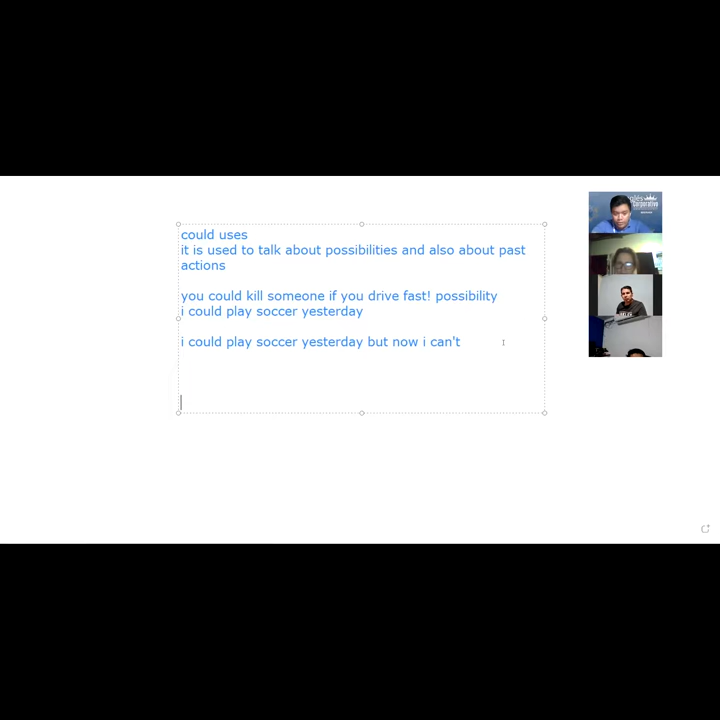 could uses
it is used to talk about possibilities and also about past
actions
you could kill someone if you drive fast! possibility
i could play soccer yesterday
i could play soccer yesterday but now i can't
Corporativo